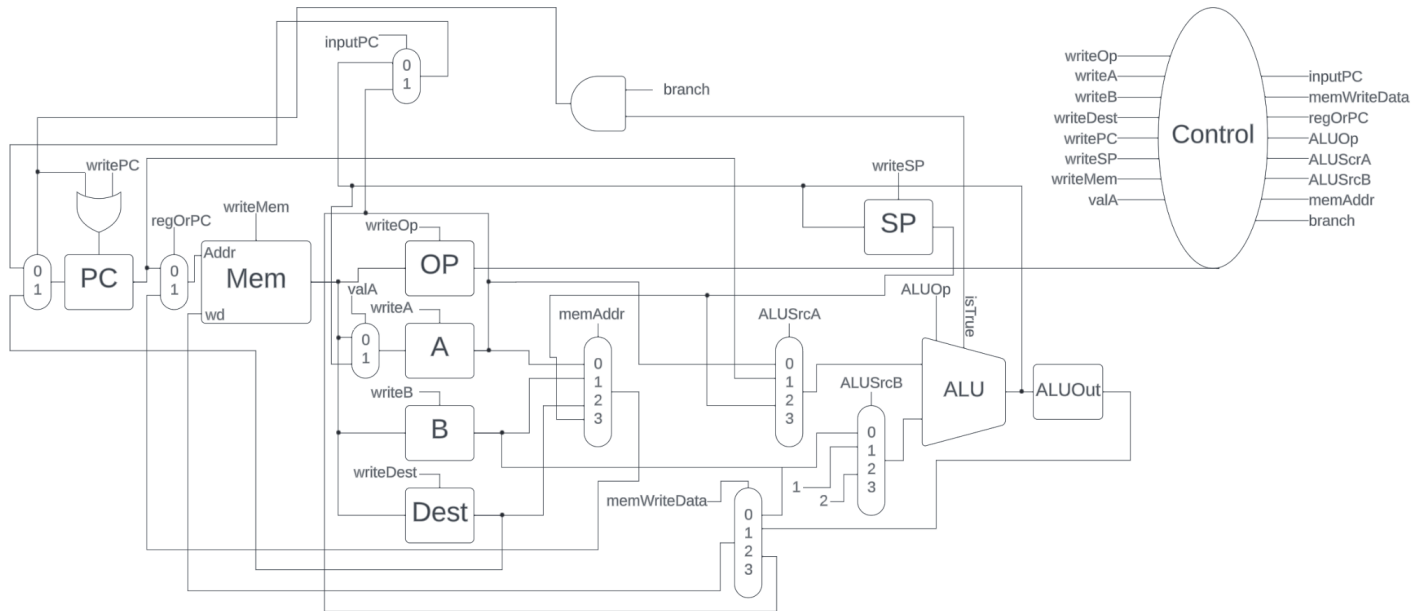 inputPC
0
1
branch
writeOp
writeA
writeB
writeDest
writePC
writeSP
writeMem
valA
Control
inputPC
memWriteData
regOrPC
ALUOp
ALUScrA
ALUSrcB
memAddr
branch
writePC
regOrPC
writeMem
writeOp
writeSP
SP
0
1
PC
0
1
Addr
Mem
wd
OP
valA
0
1
writeA
A
memAddr
0
1
2
3
ALUSrcA
0
1
2
3
ALUOp
isTrue
ALU
ALUOut
writeB
B
ALUSrcB
0
1
2
3
1
2
writeDest
Dest
memWriteData
0
1
2
3